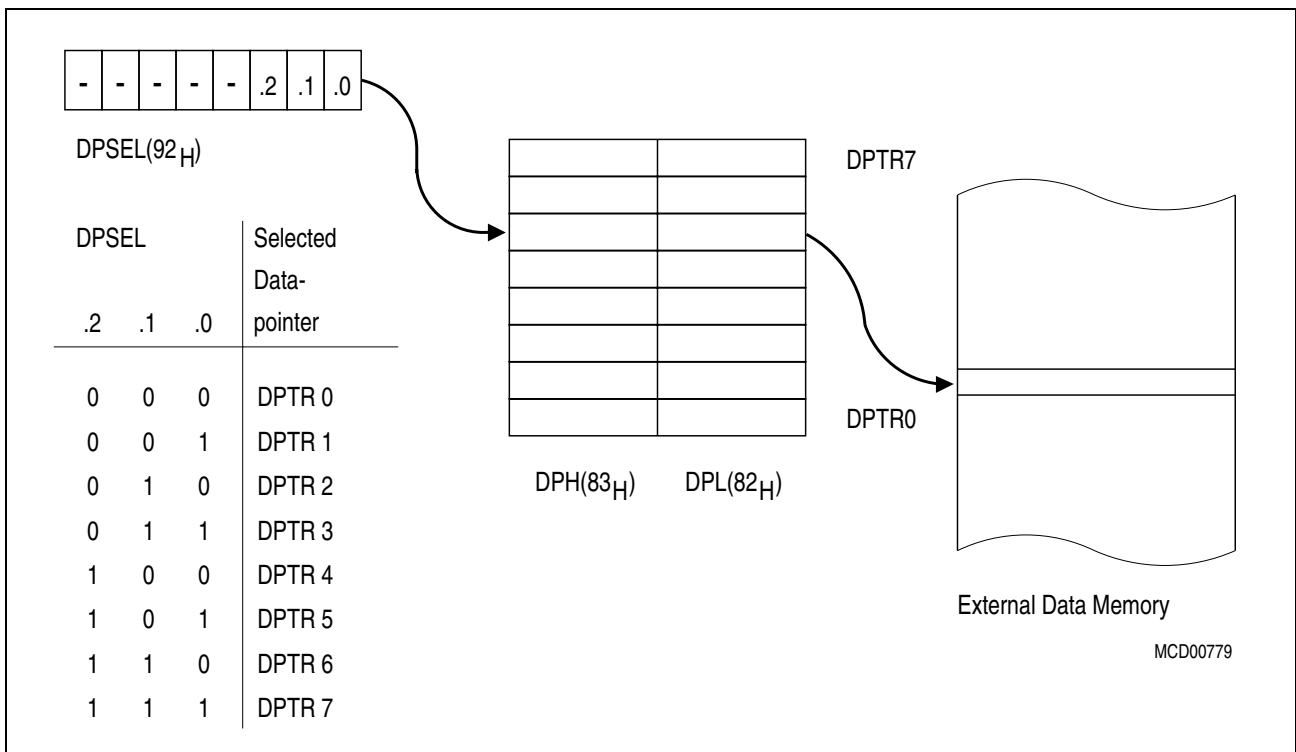 - - - - - .2 .1 .0
DPSEL(92H)
DPSEL Selected
Data-
.2 .1 .0 pointer
0 0 0 DPTR 0
0 0 1 DPTR 1
0 1 0 DPTR 2
0 1 1 DPTR 3
1 0 0 DPTR 4
1 0 1 DPTR 5
1 1 0 DPTR 6
1 1 1 DPTR 7
DPTR7
DPTR0
DPH(83H) DPL(82H)
External Data Memory
MCD00779